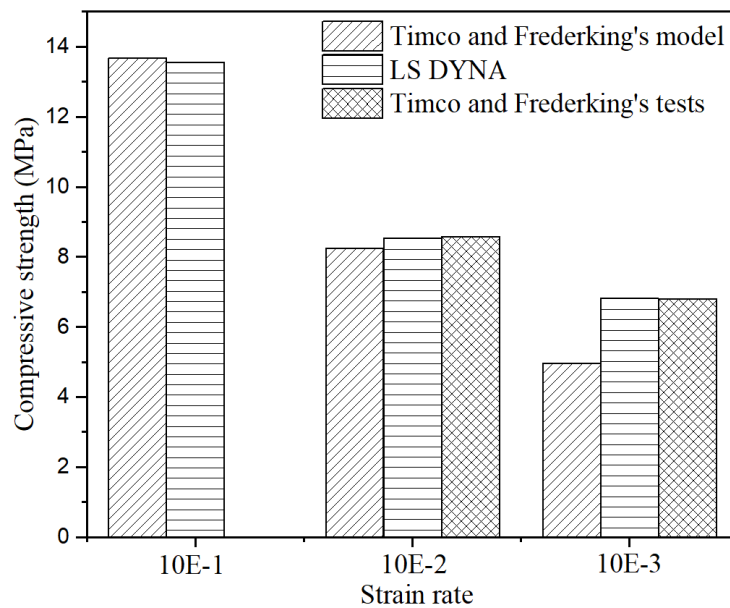 Timco and Frederking's model
LS DYNA
Timco and Frederking's tests
Compressive strength (MPa)
14
12
10
8
6
4
2
0
10E-1 10E-2 10E-3
Strain rate